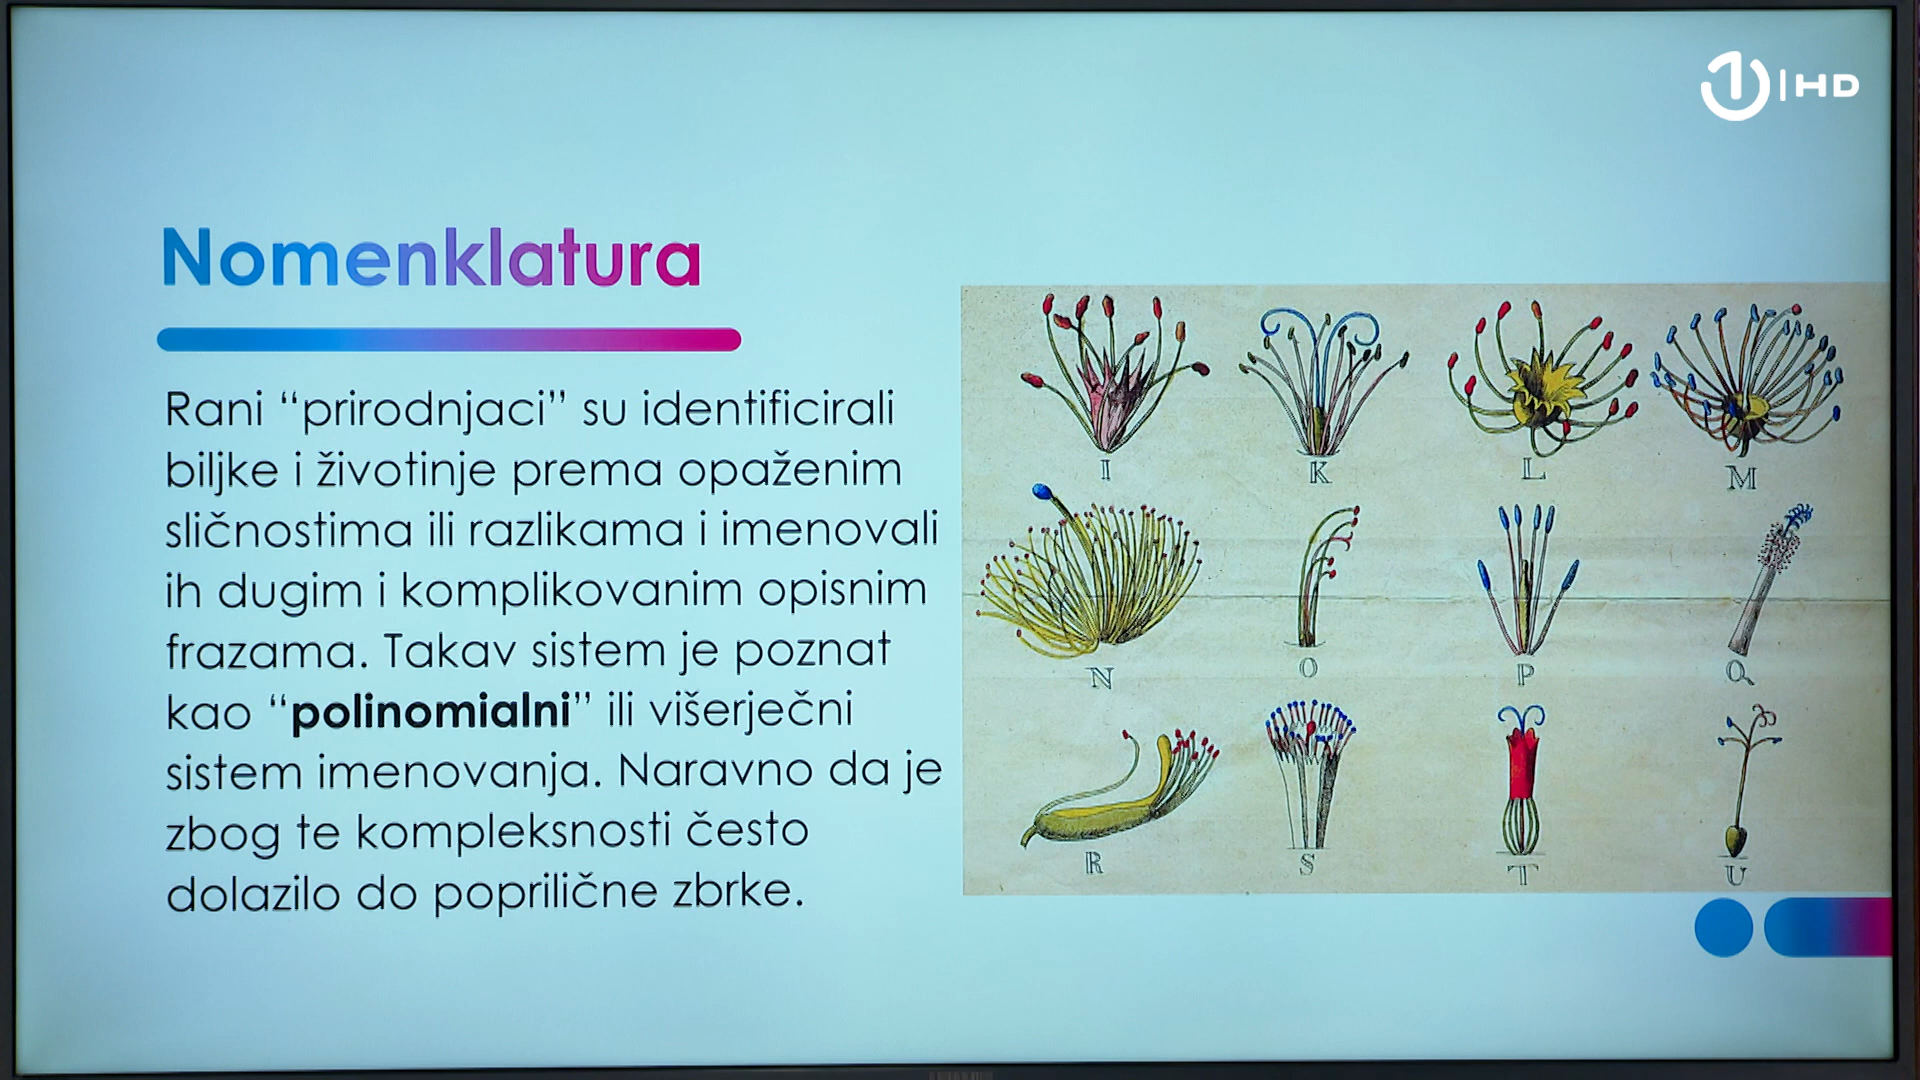 1 HD
Nomenklatura
Rani “prirodnjaci” su identificirali
biljke i životinje prema opaženim
sličnostima ili razlikama i imenovali
ih dugim i komplikovanim opisnim
frazama. Takav sistem je poznat
kao “polinomialni” ili višerječni
sistem imenovanja. Naravno da je
zbog te kompleksnosti često
dolazilo do poprilične zbrke.
I K L M
N O P Q
R S T U